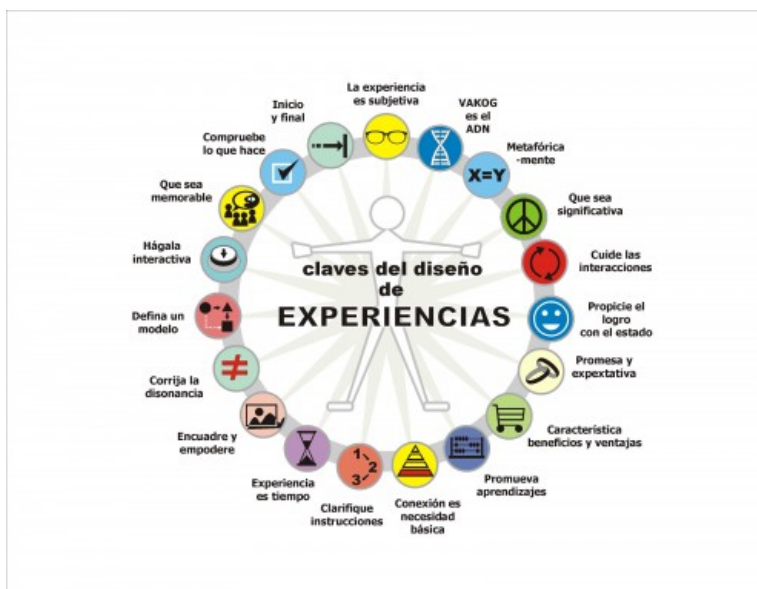 claves del diseño
de
EXPERIENCIAS
La experiencia
es subjetiva
VAKOG
es el
ADN
Metafórica
-mente
X=Y
Que sea
significativa
Cuide las
interacciones
Propicie el
logro
con el estado
Promesa y
expextativa
Característica
beneficios y ventajas
Promueva
aprendizajes
Conexión es
necesidad
básica
Clarifique
instrucciones
1
2
3
Experiencia
es tiempo
Encuadre y
empodere
Corrija la
disonancia
Defina un
modelo
Hágala
interactiva
Que sea
memorable
Compruebe
lo que hace
Inicio
y final